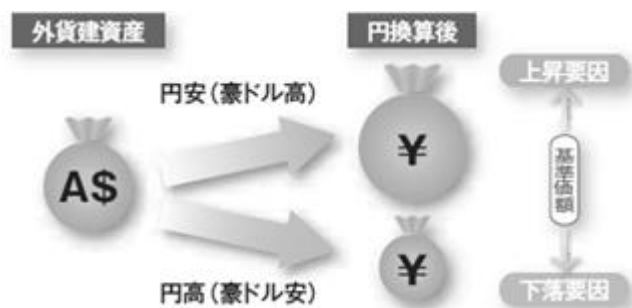 外貨建資産
円換算後
円安（豪ドル高）
上昇要因
A$
¥
基準価額
¥
円高（豪ドル安）
下落要因